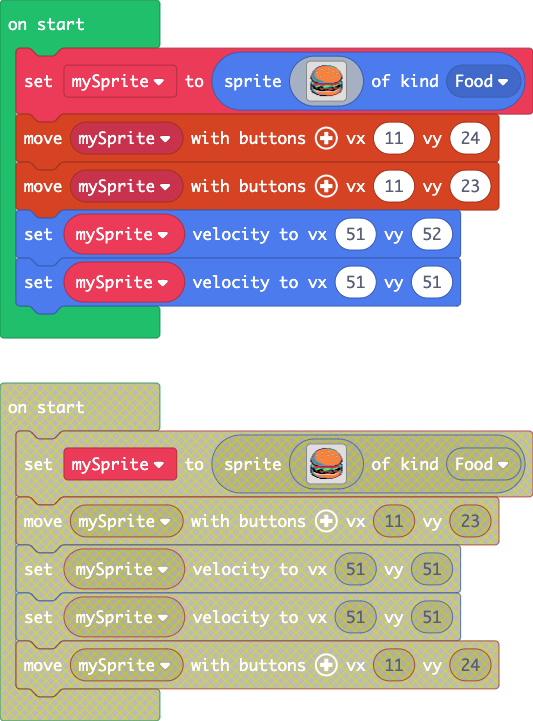 on start
set mySprite to sprite of kind Food
move mySprite with buttons vx 11 vy 24
move mySprite with buttons vx 11 vy 23
set mySprite velocity to vx 51 vy 52
set mySprite velocity to vx 51 vy 51
on start
set mySprite to sprite of kind Food
move mySprite with buttons vx 11 vy 23
set mySprite velocity to vx 51 vy 51
set mySprite velocity to vx 51 vy 51
move mySprite with buttons vx 11 vy 24